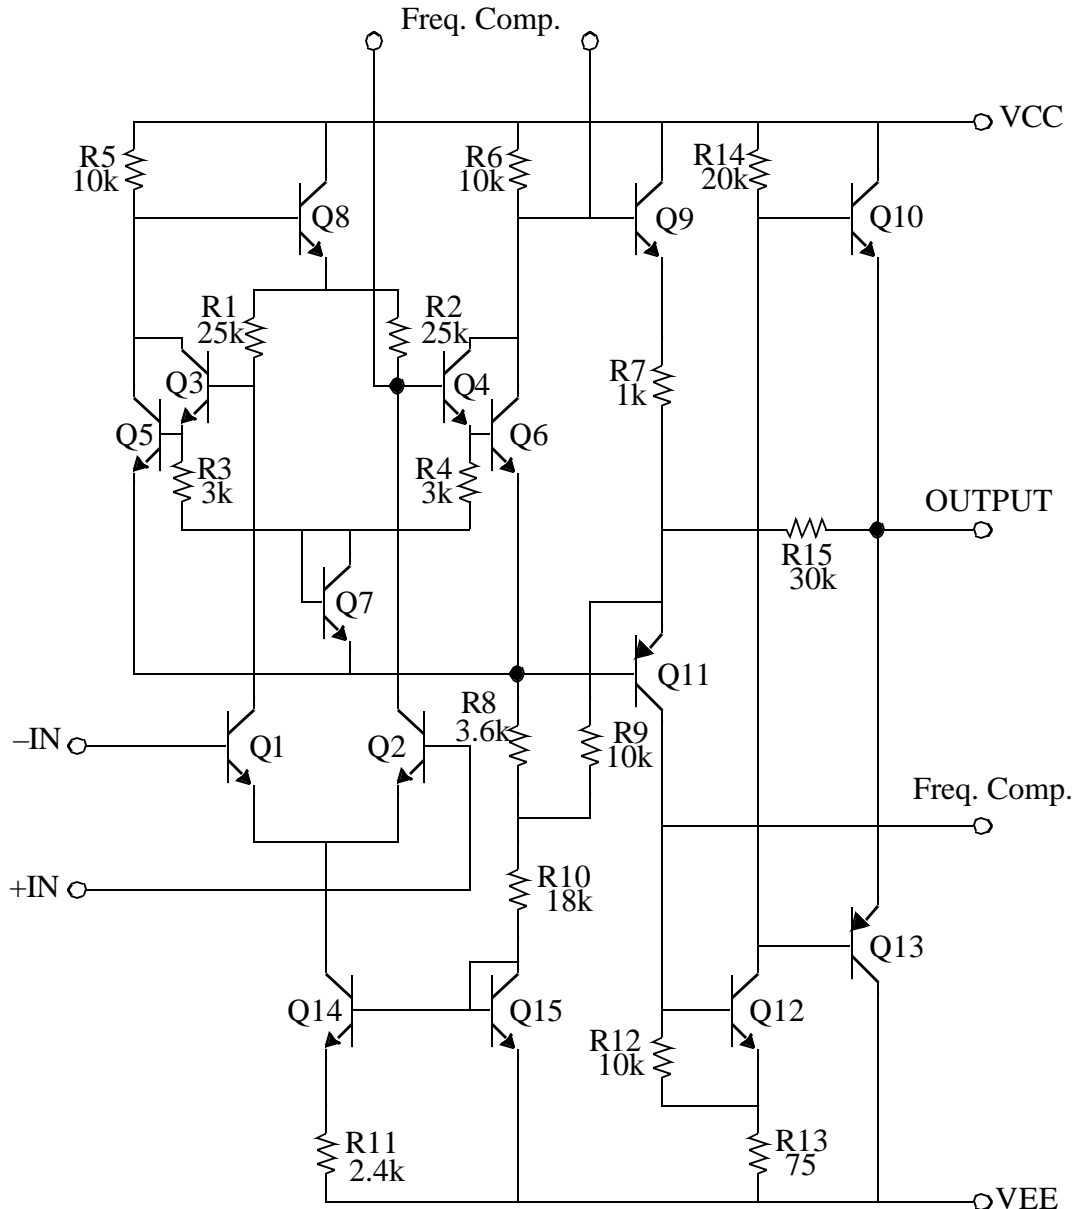 Freq. Comp.
VCC
R5
10k
R6
10k
R14
20k
Q8
Q9
Q10
R1
25k
R2
25k
Q3
Q4
R7
1k
Q5
Q6
R3
3k
R4
3k
OUTPUT
R15
30k
Q7
Q11
R8
3.6k
–IN
Q1
Q2
R9
10k
Freq. Comp.
+IN
R10
18k
Q13
Q14
Q15
Q12
R12
10k
R11
2.4k
R13
75
VEE